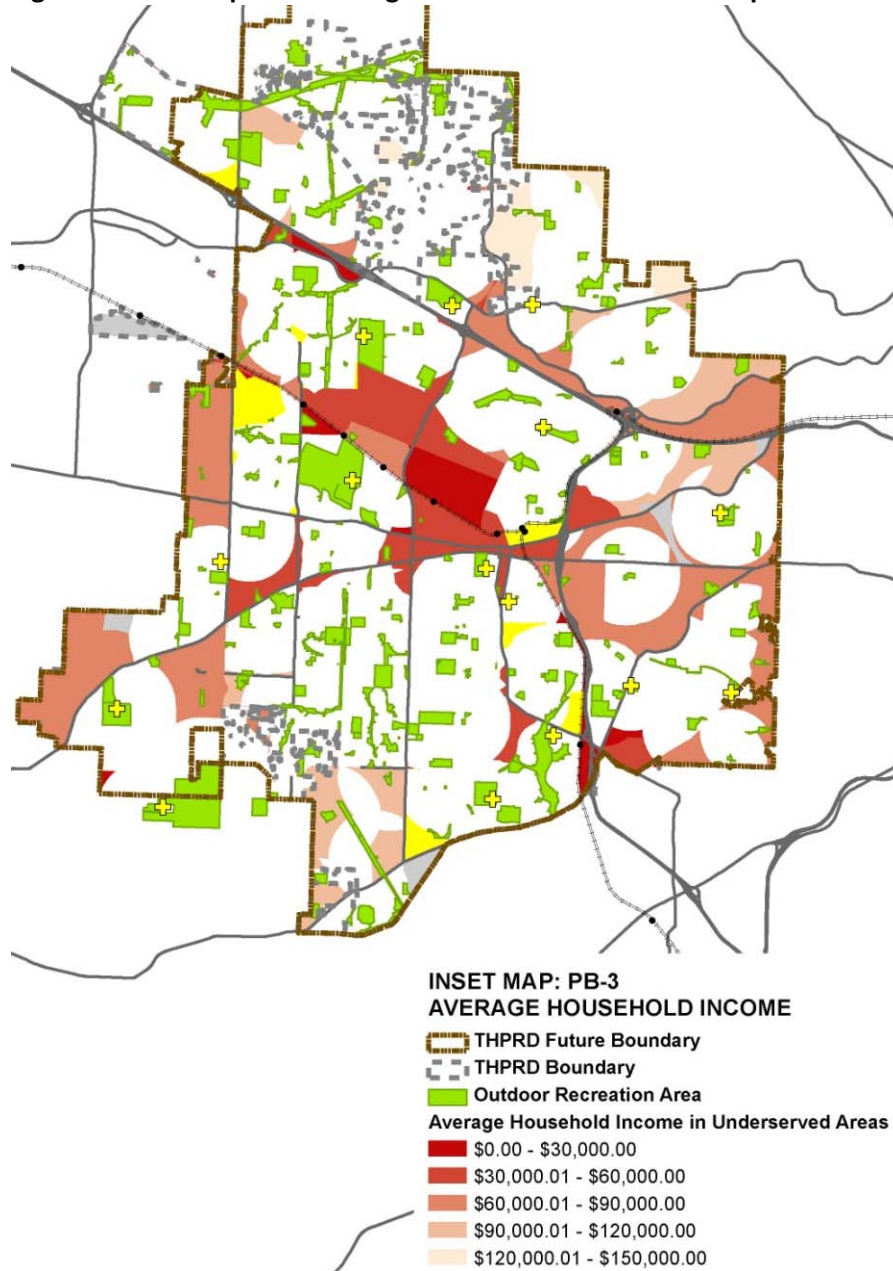 INSET MAP: PB-3
AVERAGE HOUSEHOLD INCOME
THPRD Future Boundary
THPRD Boundary
Outdoor Recreation Area
Average Household Income in Underserved Areas
$0.00 - $30,000.00
$30,000.01 - $60,000.00
$60,000.01 - $90,000.00
$90,000.01 - $120,000.00
$120,000.01 - $150,000.00